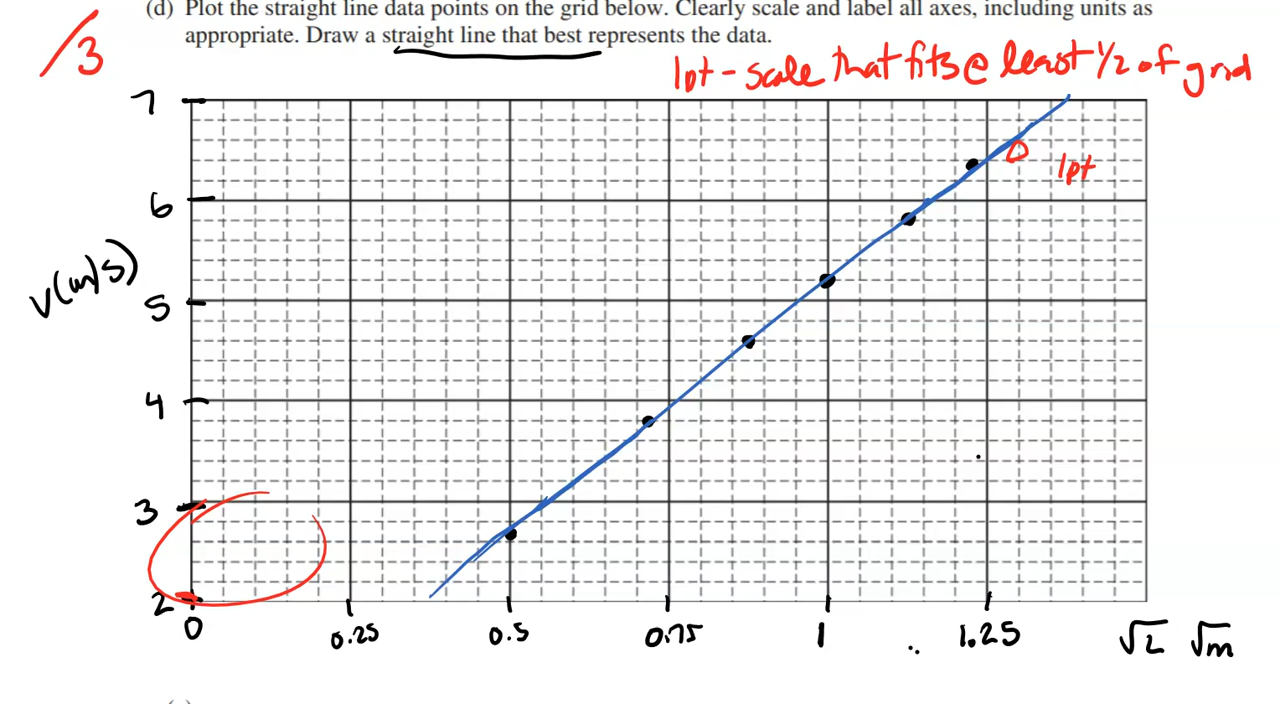 (d) Plot the straight line data points on the grid below. Clearly scale and label all axes, including units as
appropriate. Draw a straight line that best represents the data.
/3
1pt - scale that fits @ least 1/2 of grid
1pt
7
6
v(m/s)
5
4
3
2
0
0.25
0.5
0.75
1
1.25
√2 √m